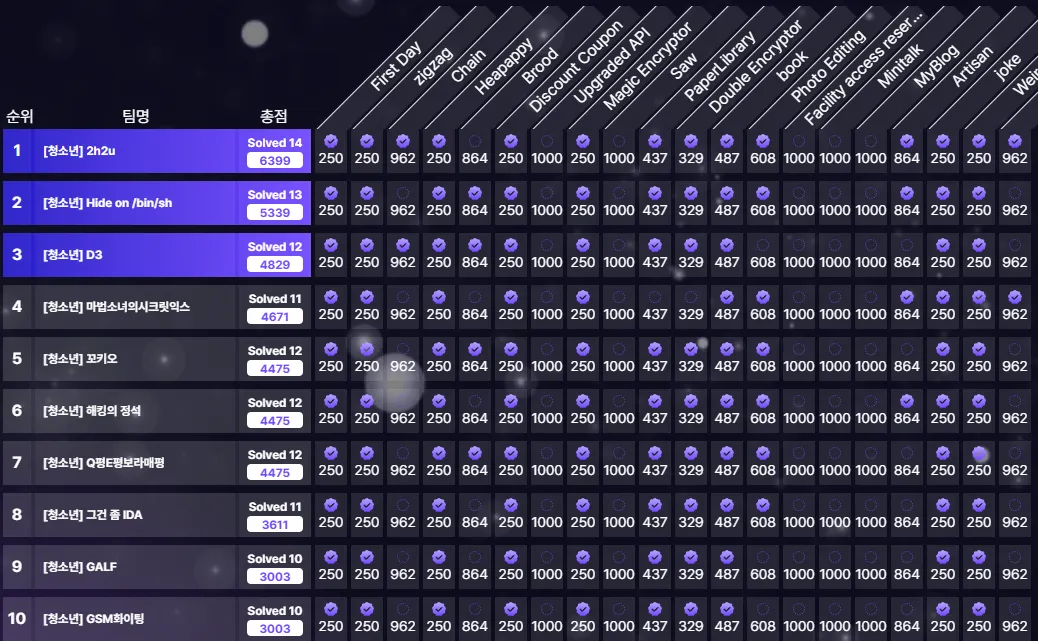 First Day
zigzag
Chain
Heapappy
Brood
Discount Coupon
Upgraded API
Magic Encryptor
Saw
PaperLibrary
Double Encryptor
book
Photo Editing
Facility access reser...
Minitalk
MyBlog
Artisan
joke
순위 팀명 총점
1 [청소년] 2h2u Solved 14 6399 250 250 962 250 864 250 1000 250 1000 437 329 487 608 1000 1000 1000 864 250 250 962
2 [청소년] Hide on /bin/sh Solved 13 5339 250 250 962 250 864 250 1000 250 1000 437 329 487 608 1000 1000 1000 864 250 250 962
3 [청소년] D3 Solved 12 4829 250 250 962 250 864 250 1000 250 1000 437 329 487 608 1000 1000 1000 864 250 250 962
4 [청소년] 마법소녀의시크릿익스 Solved 11 4671 250 250 962 250 864 250 1000 250 1000 437 329 487 608 1000 1000 1000 864 250 250 962
5 [청소년] 꼬키오 Solved 12 4475 250 250 962 250 864 250 1000 250 1000 437 329 487 608 1000 1000 1000 864 250 250 962
6 [청소년] 해킹의 정석 Solved 12 4475 250 250 962 250 864 250 1000 250 1000 437 329 487 608 1000 1000 1000 864 250 250 962
7 [청소년] Q평E평보라매평 Solved 12 4475 250 250 962 250 864 250 1000 250 1000 437 329 487 608 1000 1000 1000 864 250 250 962
8 [청소년] 그건 좀 IDA Solved 11 3611 250 250 962 250 864 250 1000 250 1000 437 329 487 608 1000 1000 1000 864 250 250 962
9 [청소년] GALF Solved 10 3003 250 250 962 250 864 250 1000 250 1000 437 329 487 608 1000 1000 1000 864 250 250 962
10 [청소년] GSM화이팅 Solved 10 3003 250 250 962 250 864 250 1000 250 1000 437 329 487 608 1000 1000 1000 864 250 250 962